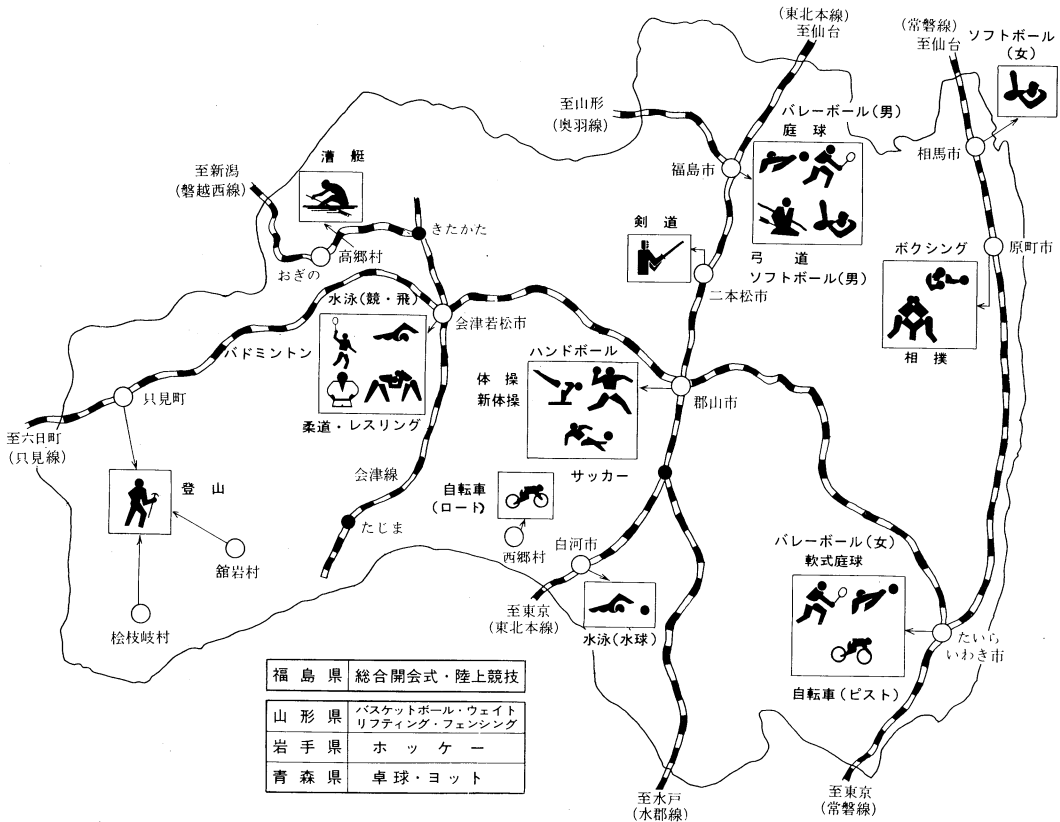 (東北本線)
至仙台
(常磐線)
至仙台
ソフトボール
(女)
至山形
(奥羽線)
バレーボール(男)
庭 球
福島市
相馬市
漕 艇
至新潟
(磐越西線)
きたかた
高郷村
おぎの
剣 道
弓 道
ソフトボール(男)
二本松市
ボクシング
原町市
相 撲
水泳(競・飛)
会津若松市
バドミントン
柔道・レスリング
ハンドボール
体 操
新体操
郡山市
サッカー
只見町
至六日町
(只見線)
会津線
登 山
たじま
舘岩村
桧枝岐村
自転車
(ロード)
西郷村
白河市
至東京
(東北本線)
水泳(水球)
バレーボール(女)
軟式庭球
たいら
いわき市
自転車(ピスト)
福島県 総合開会式・陸上競技
山形県 バスケットボール・ウェイト
リフティング・フェンシング
岩手県 ホッケー
青森県 卓球・ヨット
至水戸
(水郡線)
至東京
(常磐線)